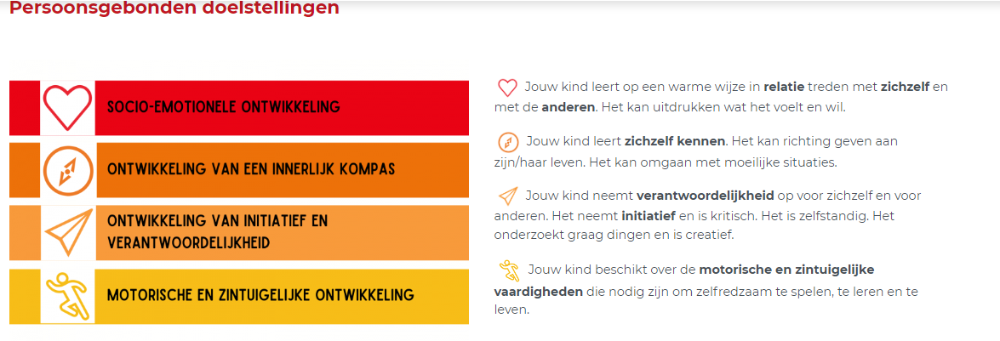 Persoonsgebonden doelstellingen
SOCIO-EMOTIONELE ONTWIKKELING
ONTWIKKELING VAN EEN INNERLIJK KOMPAS
ONTWIKKELING VAN INITIATIEF EN
VERANTWOORDELIJKHEID
MOTORISCHE EN ZINTUIGELIJKE ONTWIKKELING
Jouw kind leert op een warme wijze in relatie treden met zichzelf en
met de anderen. Het kan uitdrukken wat het voelt en wil.
Jouw kind leert zichzelf kennen. Het kan richting geven aan
zijn/haar leven. Het kan omgaan met moeilijke situaties.
Jouw kind neemt verantwoordelijkheid op voor zichzelf en voor
anderen. Het neemt initiatief en is kritisch. Het is zelfstandig. Het
onderzoekt graag dingen en is creatief.
Jouw kind beschikt over de motorische en zintuigelijke
vaardigheden die nodig zijn om zelfredzaam te spelen, te leren en te
leven.